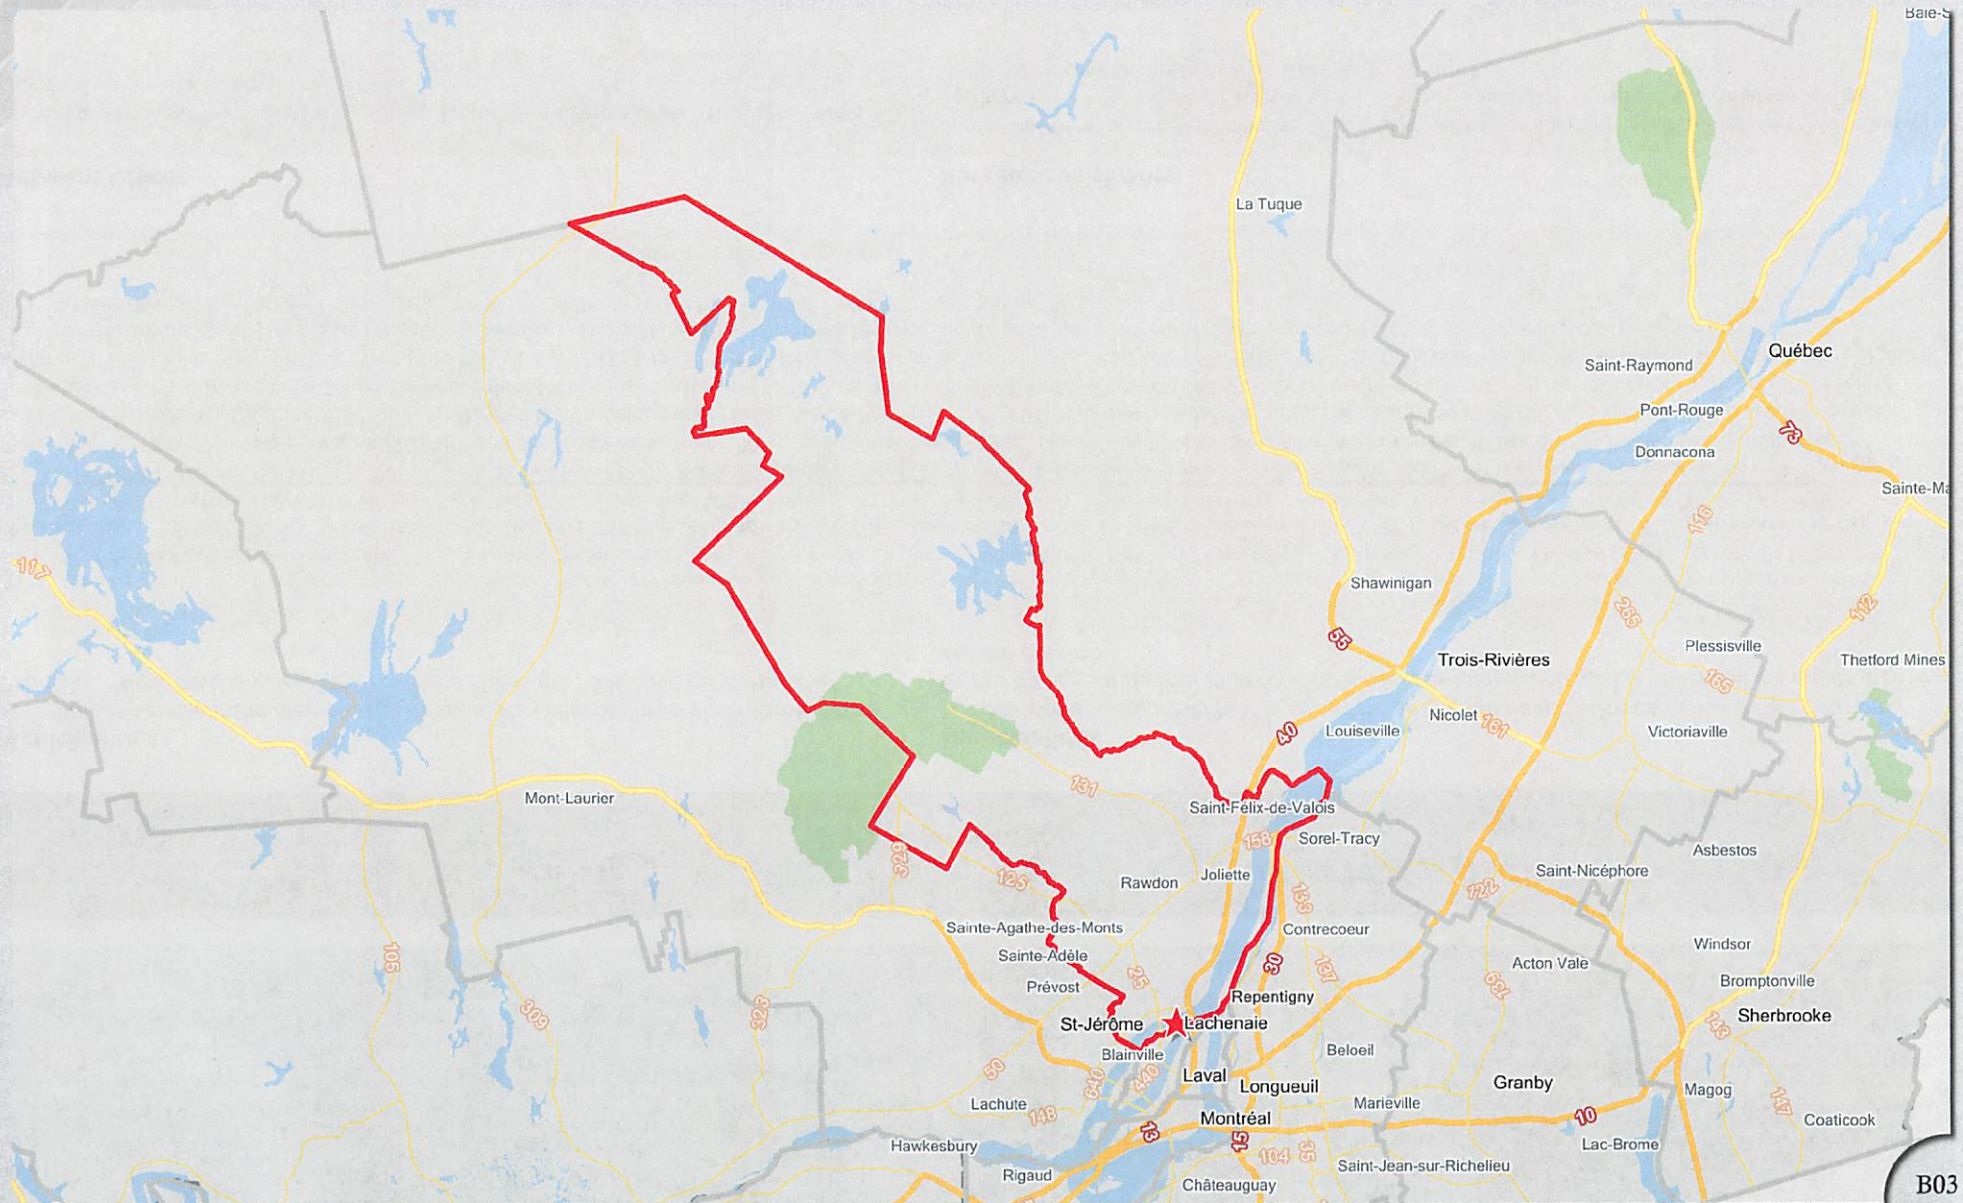 Baie-S
La Tuque
Québec
Saint-Raymond
Pont-Rouge
73
Donnacona
Sainte-Ma
116
117
Shawinigan
265
112
55
Plessisville
Trois-Rivières
Thetford Mines
165
Nicolet
161
Louiseville
Victoriaville
40
131
Mont-Laurier
Saint-Félix-de-Valois
158
Sorel-Tracy
Asbestos
329
125
Rawdon
Joliette
Saint-Nicéphore
122
133
Sainte-Agathe-des-Monts
Contrecoeur
Windsor
105
Sainte-Adèle
30
137
Acton Vale
139
Bromptonville
25
Prévost
Repentigny
309
323
St-Jérôme
Lachenaie
143
Sherbrooke
Blainville
Beloeil
50
640
440
Laval
Longueuil
Granby
Magog
147
Lachute
148
Marieville
10
Montréal
Coaticook
13
15
Hawkesbury
104
35
Lac-Brome
Rigaud
Saint-Jean-sur-Richelieu
Châteauguay
B03